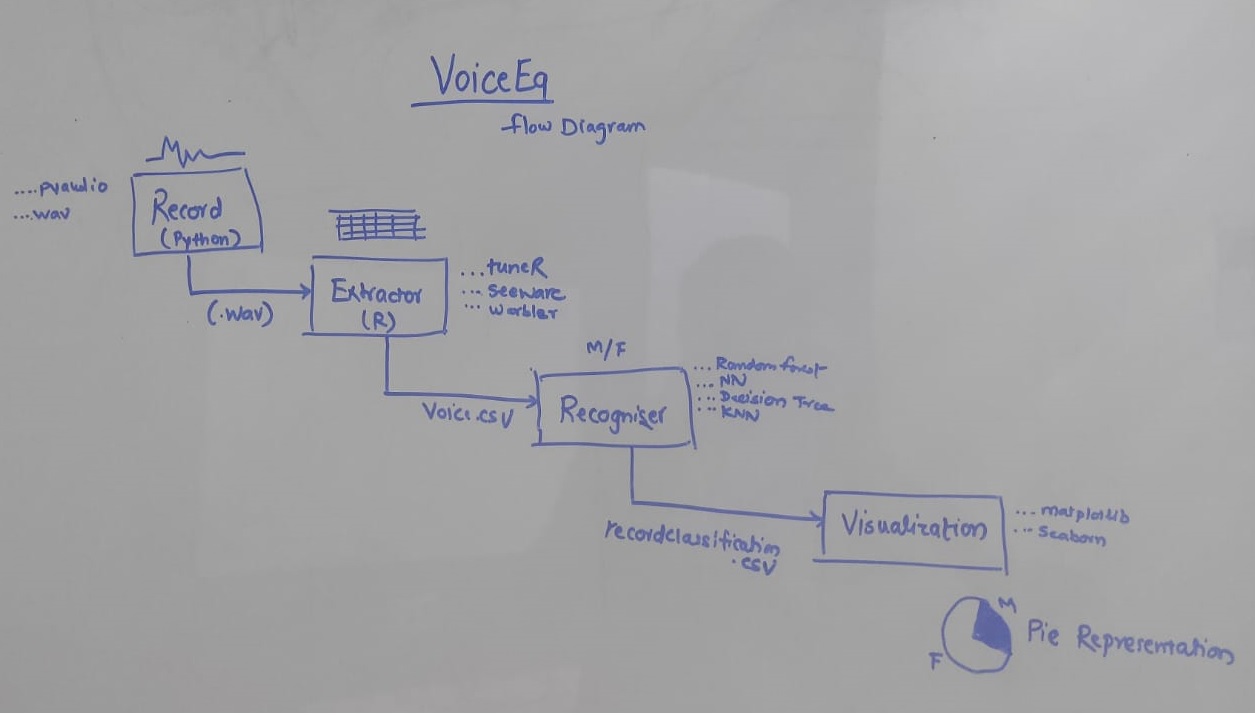 VoiceEq
flow Diagram
....pyaudio
...wav
Record
(Python)
(.wav)
Extractor
(R)
...tuneR
...seewave
...warbler
Voice.csv
M/F
Recogniser
...Random forest
...NN
...Decision Tree
...KNN
recordclassification
.csv
Visualization
...matplotlib
...Seaborn
M
F
Pie Representation